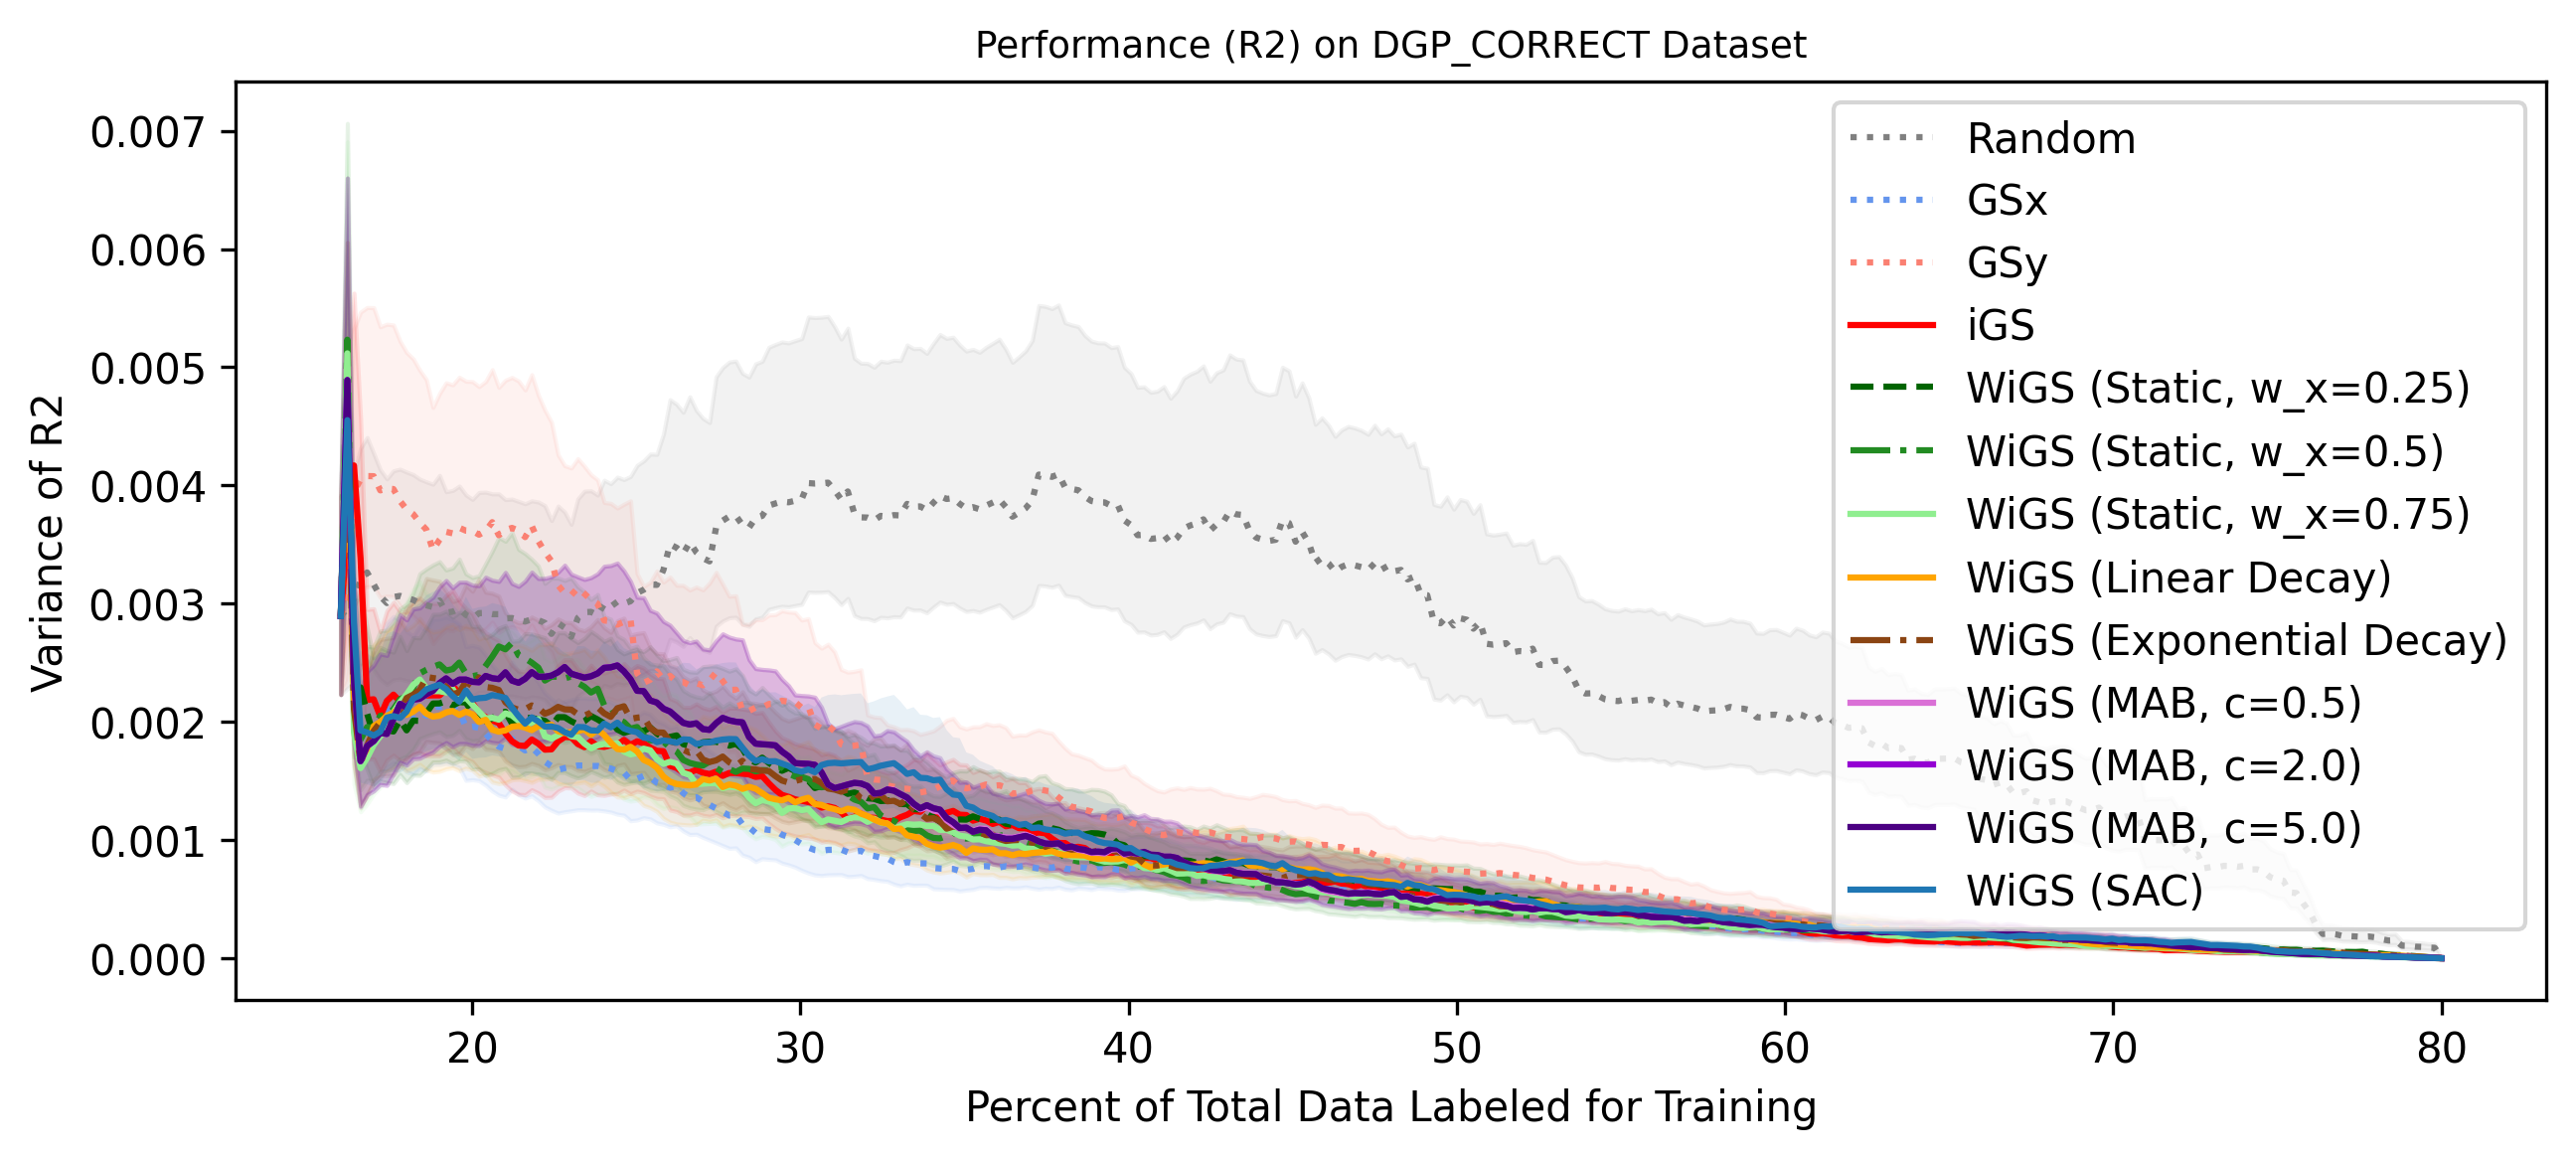 Performance (R2) on DGP_CORRECT Dataset
0.007
0.006
0.005
0.004
0.003
0.002
0.001
0.000
Variance of R2
Random
GSx
GSy
iGS
WiGS (Static, w_x=0.25)
WiGS (Static, w_x=0.5)
WiGS (Static, w_x=0.75)
WiGS (Linear Decay)
WiGS (Exponential Decay)
WiGS (MAB, c=0.5)
WiGS (MAB, c=2.0)
WiGS (MAB, c=5.0)
WiGS (SAC)
20 30 40 50 60 70 80
Percent of Total Data Labeled for Training